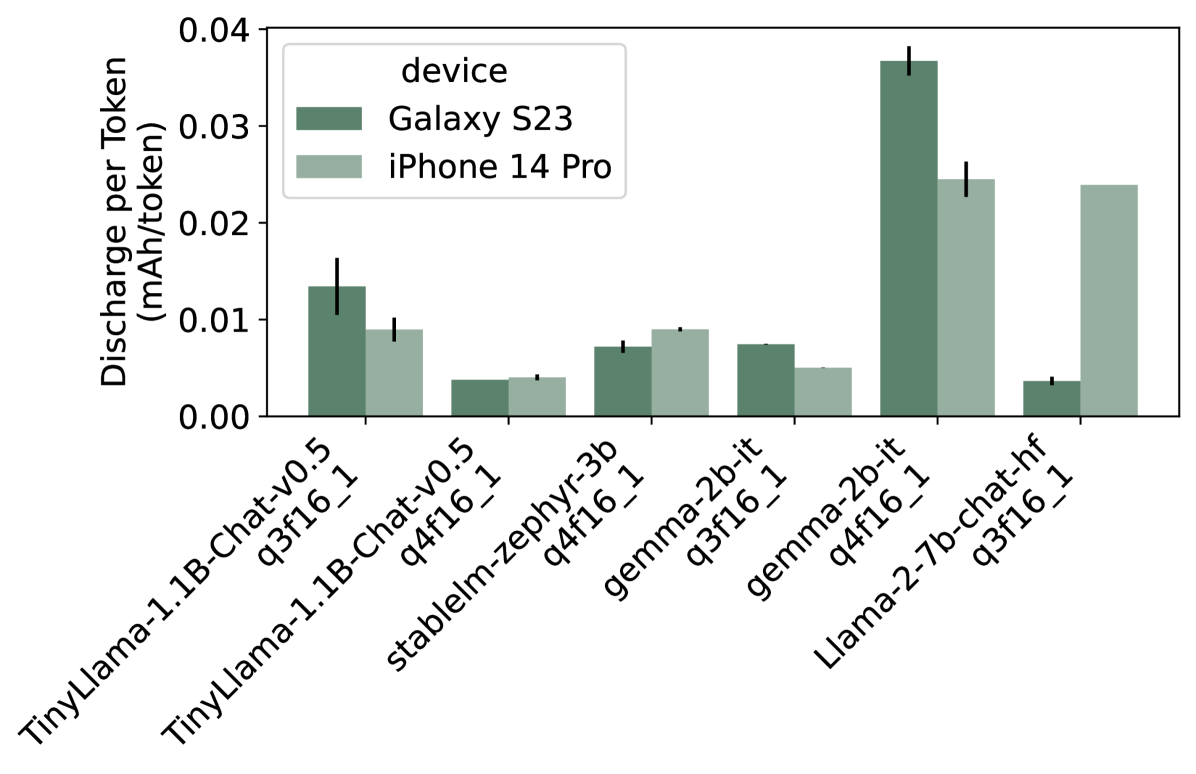 Discharge per Token
(mAh/token)
0.04
0.03
0.02
0.01
0.00
device
Galaxy S23
iPhone 14 Pro
TinyLlama-1.1B-Chat-v0.5
q3f16_1
TinyLlama-1.1B-Chat-v0.5
q4f16_1
stablelm-zephyr-3b
q4f16_1
gemma-2b-it
q3f16_1
gemma-2b-it
q4f16_1
Llama-2-7b-chat-hf
q3f16_1